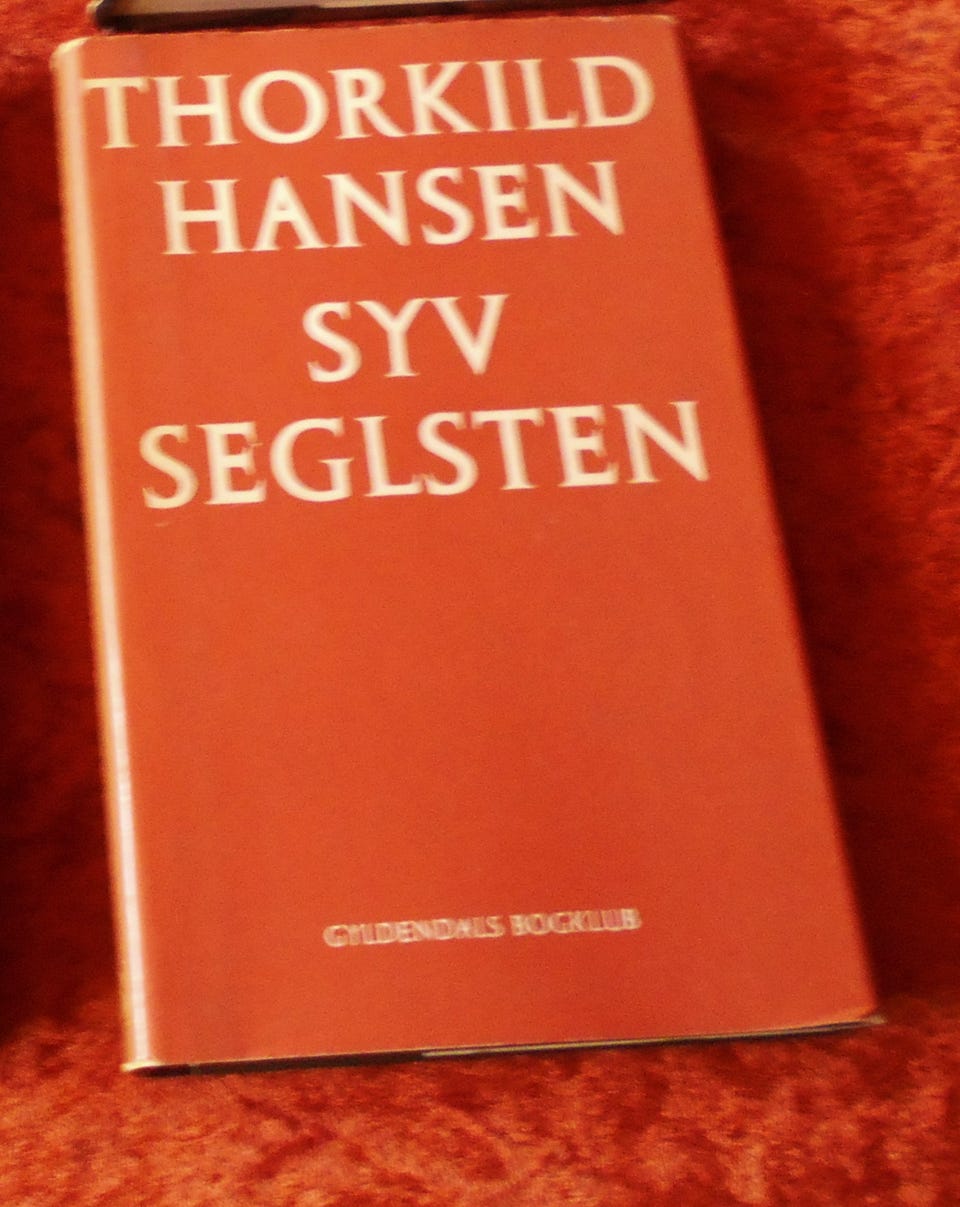 THORKILD
HANSEN
SYV
SEGLSTEN
GYLDENDALS BOGKLUB